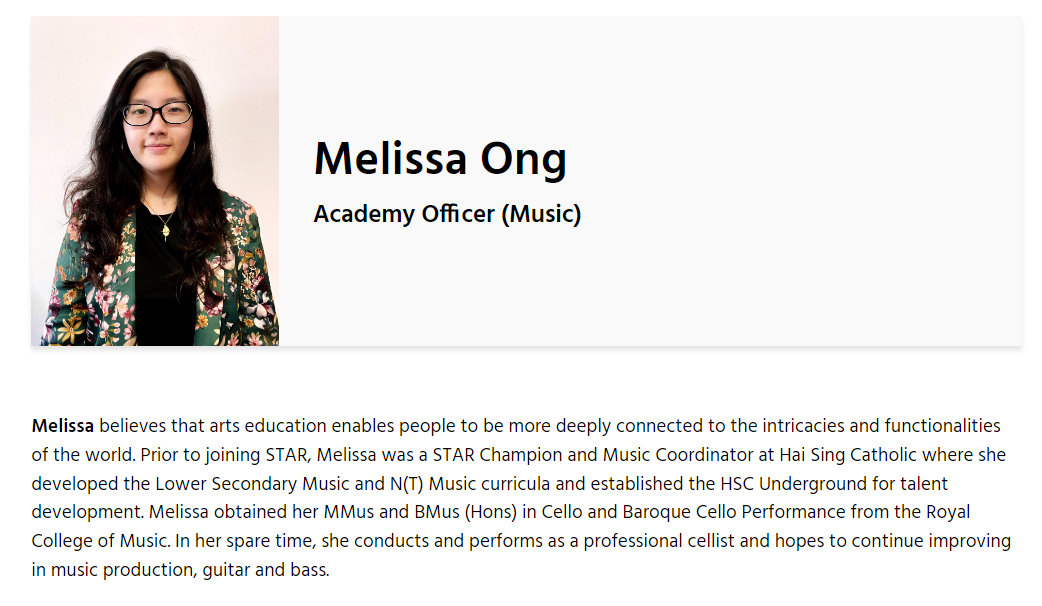 Melissa Ong
Academy Officer (Music)
Melissa believes that arts education enables people to be more deeply connected to the intricacies and functionalities
of the world. Prior to joining STAR, Melissa was a STAR Champion and Music Coordinator at Hai Sing Catholic where she
developed the Lower Secondary Music and N(T) Music curricula and established the HSC Underground for talent
development. Melissa obtained her MMus and BMus (Hons) in Cello and Baroque Cello Performance from the Royal
College of Music. In her spare time, she conducts and performs as a professional cellist and hopes to continue improving
in music production, guitar and bass.